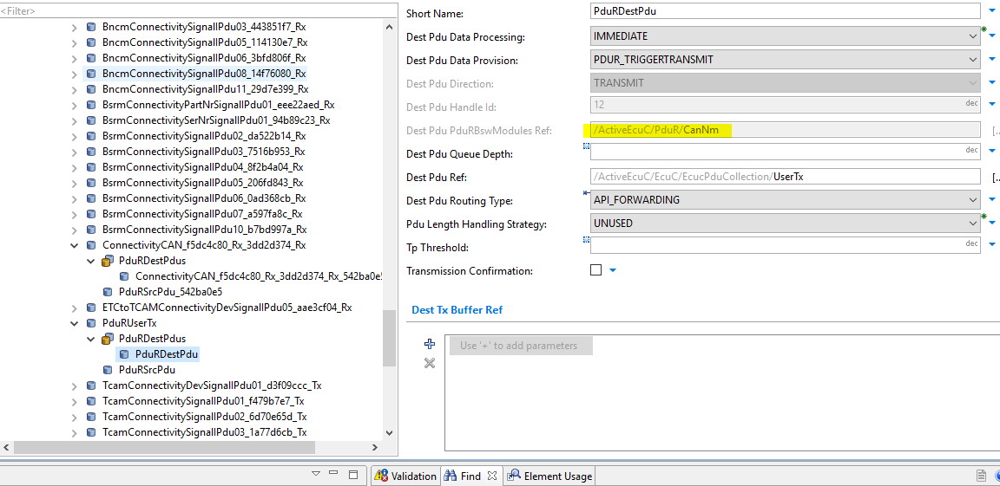 <Filter>
BncmConnectivitySignalIPdu03_443851f7_Rx
BncmConnectivitySignalIPdu05_114130e7_Rx
BncmConnectivitySignalIPdu06_3bfd806f_Rx
BncmConnectivitySignalIPdu08_14f76080_Rx
BncmConnectivitySignalIPdu11_29d7e399_Rx
BsrmConnectivityPartNrSignalIPdu01_eee22aed_Rx
BsrmConnectivitySerNrSignalIPdu01_94b89c23_Rx
BsrmConnectivitySignalIPdu02_da522b14_Rx
BsrmConnectivitySignalIPdu03_7516b953_Rx
BsrmConnectivitySignalIPdu04_8f2b4a04_Rx
BsrmConnectivitySignalIPdu05_206fd843_Rx
BsrmConnectivitySignalIPdu06_0ad368cb_Rx
BsrmConnectivitySignalIPdu07_a597fa8c_Rx
BsrmConnectivitySignalIPdu10_b7bd997a_Rx
ConnectivityCAN_f5dc4c80_Rx_3dd2d374_Rx
PduRDestPdus
ConnectivityCAN_f5dc4c80_Rx_3dd2d374_Rx_542ba0e5
PduRSrcPdu_542ba0e5
ETCtoTCAMConnectivityDevSignalIPdu05_aae3cf04_Rx
PduRUserTx
PduRDestPdus
PduRDestPdu
PduRSrcPdu
TcamConnectivityDevSignalIPdu01_d3f09ccc_Tx
TcamConnectivitySignalIPdu01_f479b7e7_Tx
TcamConnectivitySignalIPdu02_6d70e65d_Tx
TcamConnectivitySignalIPdu03_1a77d6cb_Tx
Short Name: PduRDestPdu
Dest Pdu Data Processing: IMMEDIATE
Dest Pdu Data Provision: PDUR_TRIGGERTRANSMIT
Dest Pdu Direction: TRANSMIT
Dest Pdu Handle Id: 12 dec
Dest Pdu PduRBswModules Ref: /ActiveEcuC/PduR/CanNm [..
Dest Pdu Queue Depth: dec
Dest Pdu Ref: /ActiveEcuC/EcuC/EcucPduCollection/UserTx [..
Dest Pdu Routing Type: API_FORWARDING
Pdu Length Handling Strategy: UNUSED
Tp Threshold: dec
Transmission Confirmation:
Dest Tx Buffer Ref
Use '+' to add parameters
Validation Find Element Usage